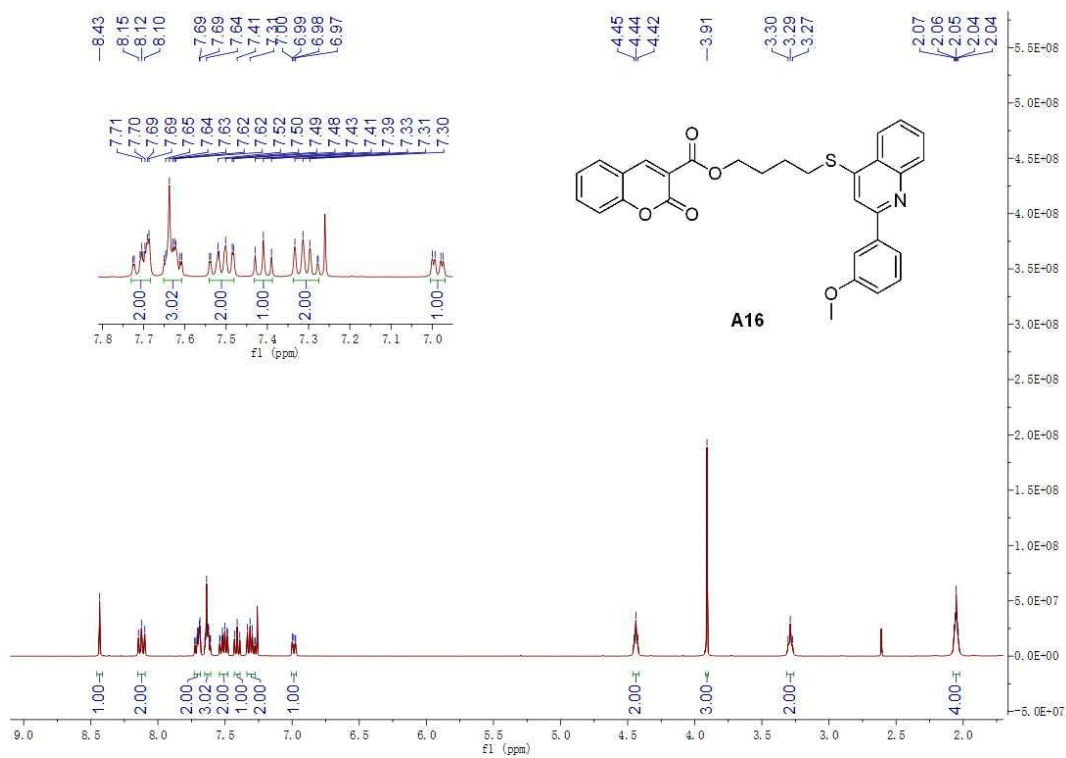 8.43
8.15
8.12
8.10
7.69
7.69
7.64
7.41
7.31
7.00
6.99
6.98
6.97
4.45
4.44
4.42
3.91
3.30
3.29
3.27
2.07
2.06
2.05
2.04
2.04
7.71
7.70
7.69
7.69
7.65
7.64
7.63
7.62
7.62
7.52
7.50
7.49
7.48
7.43
7.41
7.39
7.33
7.31
7.30
2.00
3.02
2.00
1.00
2.00
1.00
7.8 7.7 7.6 7.5 7.4 7.3 7.2 7.1 7.0
f1 (ppm)
O
O
O
O
S
N
O
A16
5.5E+08
5.0E+08
4.5E+08
4.0E+08
3.5E+08
3.0E+08
2.5E+08
2.0E+08
1.5E+08
1.0E+08
5.0E+07
0.0E+00
-5.0E+07
1.00
2.00
2.00
3.02
2.00
1.00
2.00
1.00
2.00
3.00
2.00
4.00
9.0 8.5 8.0 7.5 7.0 6.5 6.0 5.5 5.0 4.5 4.0 3.5 3.0 2.5 2.0
f1 (ppm)